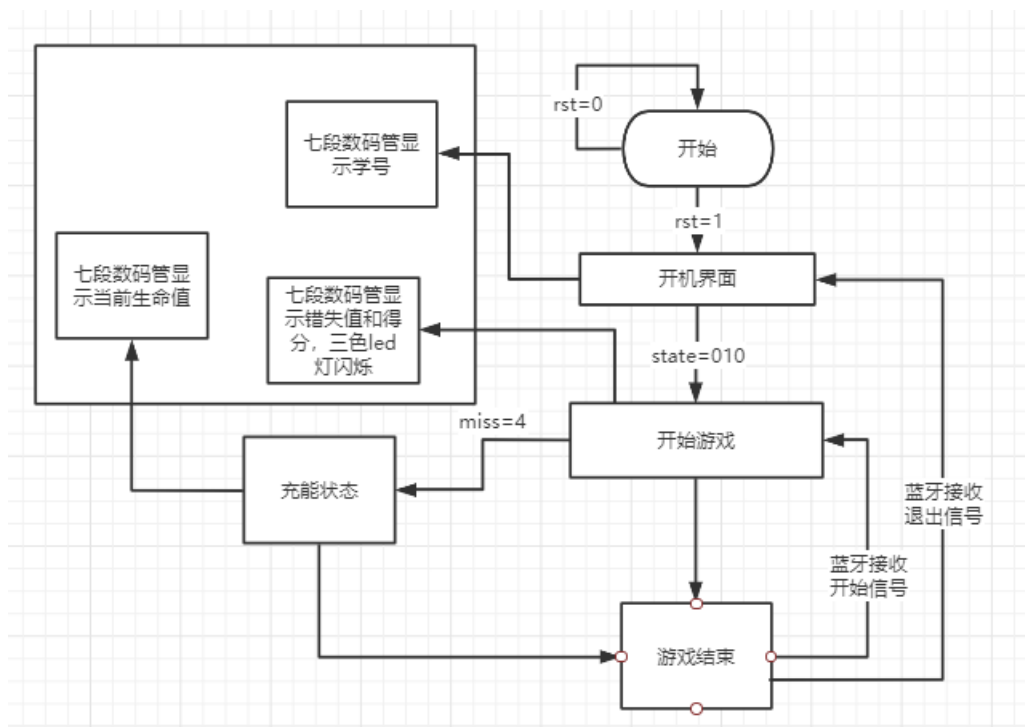 rst=0
开始
七段数码管显
示学号
rst=1
开机界面
七段数码管显
示当前生命值
七段数码管显
示错失值和得
分，三色led
灯闪烁
state=010
miss=4
开始游戏
充能状态
蓝牙接收
退出信号
蓝牙接收
开始信号
游戏结束